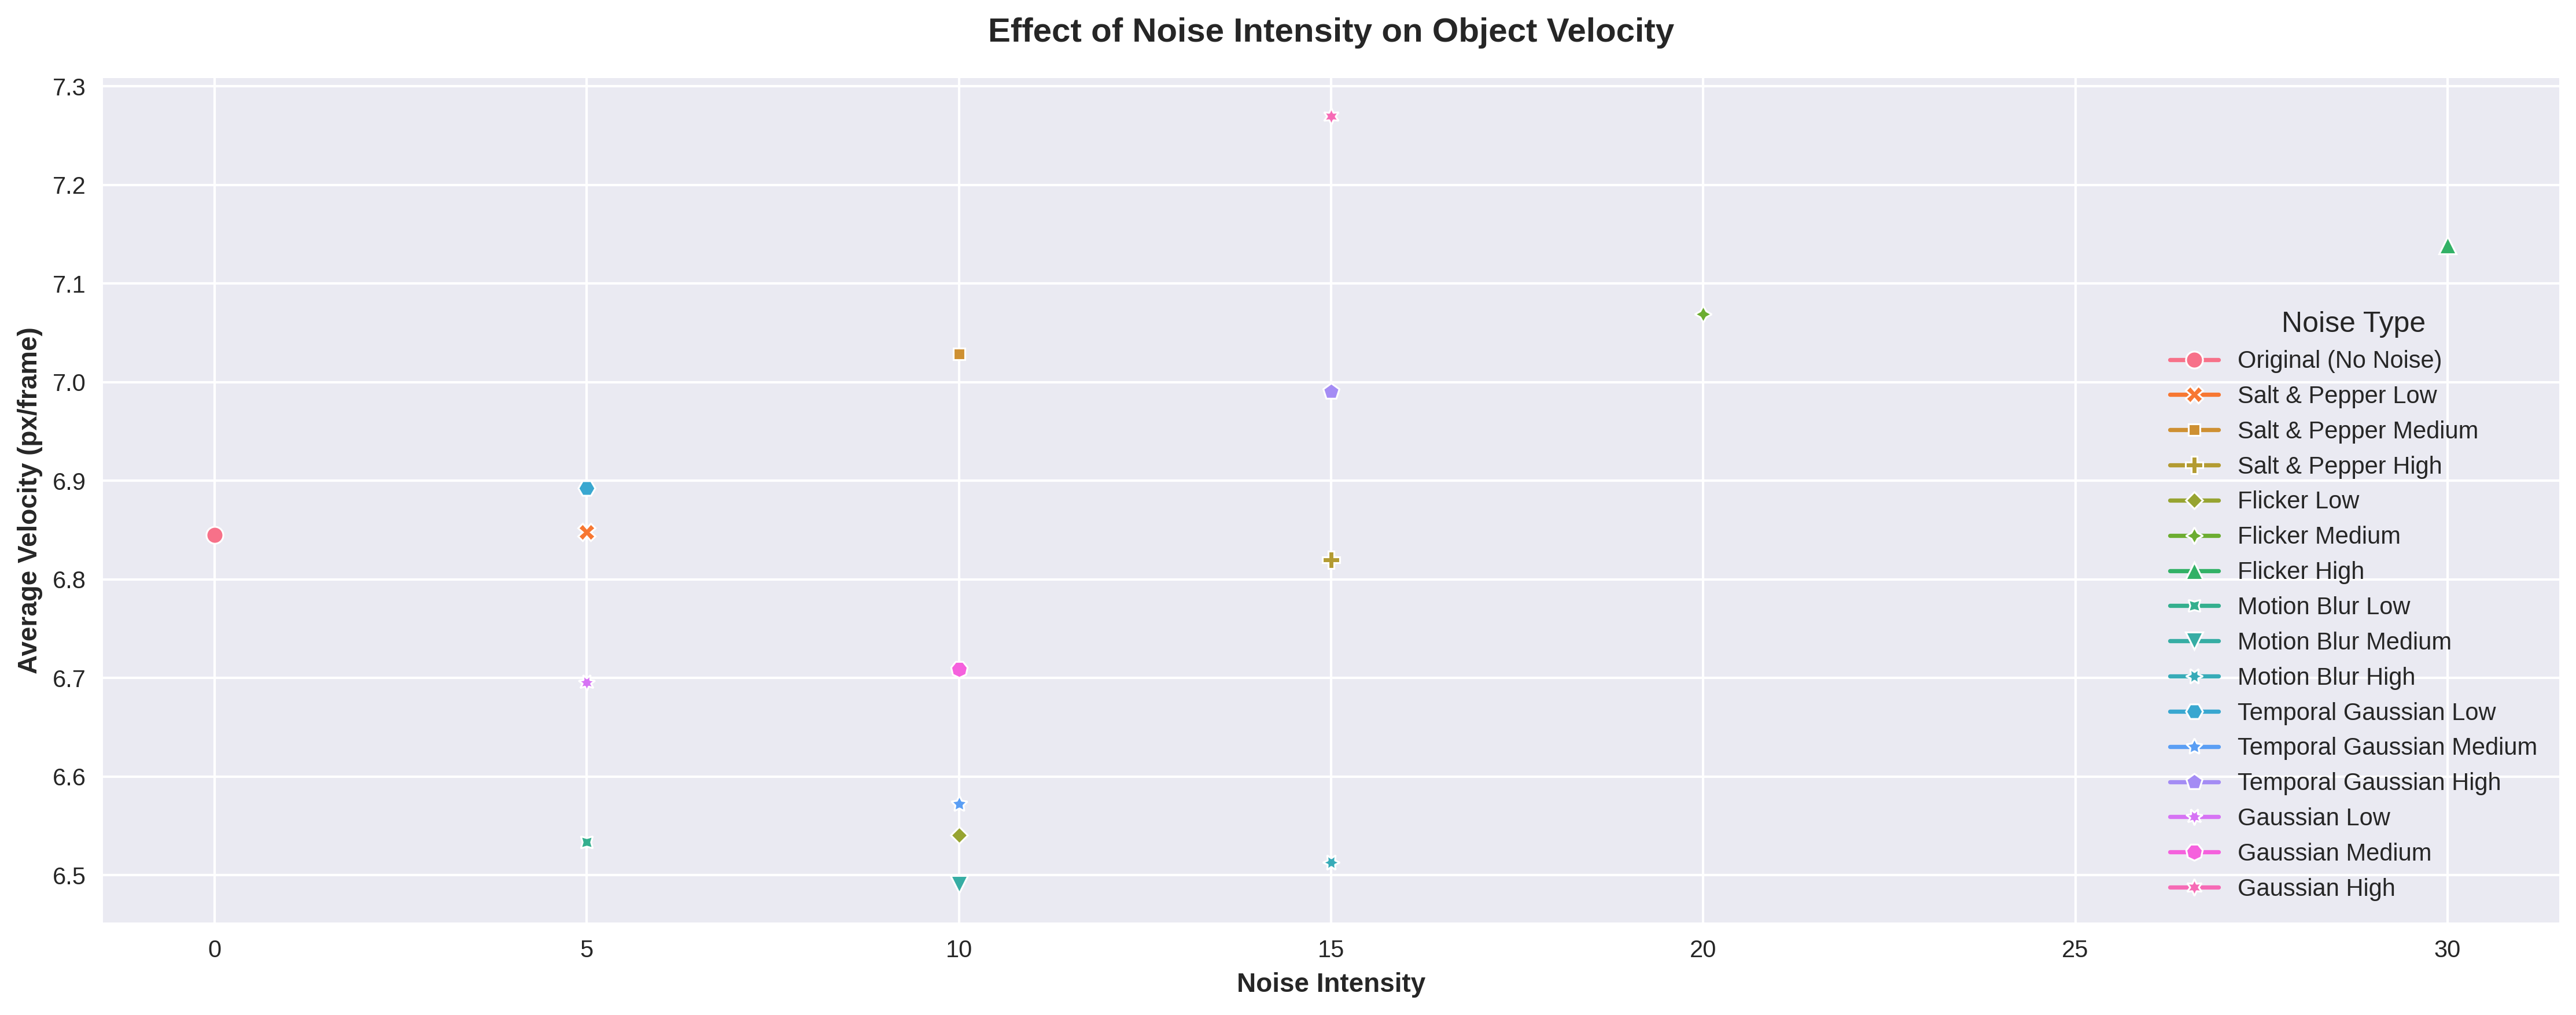 Effect of Noise Intensity on Object Velocity
7.3
7.2
7.1
7.0
6.9
6.8
6.7
6.6
6.5
Average Velocity (px/frame)
0 5 10 15 20 25 30
Noise Intensity
Noise Type
Original (No Noise)
Salt & Pepper Low
Salt & Pepper Medium
Salt & Pepper High
Flicker Low
Flicker Medium
Flicker High
Motion Blur Low
Motion Blur Medium
Motion Blur High
Temporal Gaussian Low
Temporal Gaussian Medium
Temporal Gaussian High
Gaussian Low
Gaussian Medium
Gaussian High